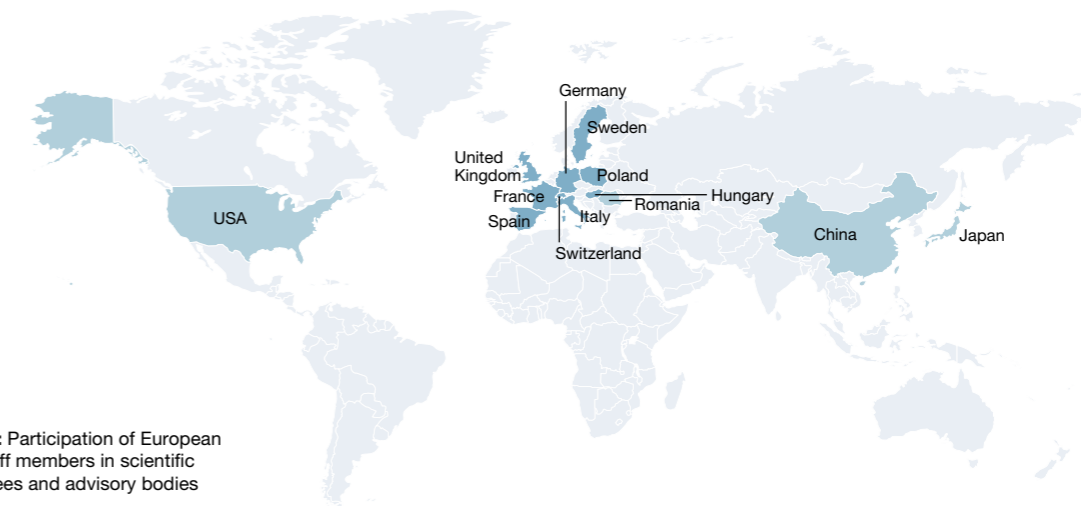 Germany
Sweden
United
Kingdom
Poland
France
Hungary
Romania
Spain
Italy
USA
China
Japan
Switzerland
: Participation of European
ff members in scientific
ees and advisory bodies